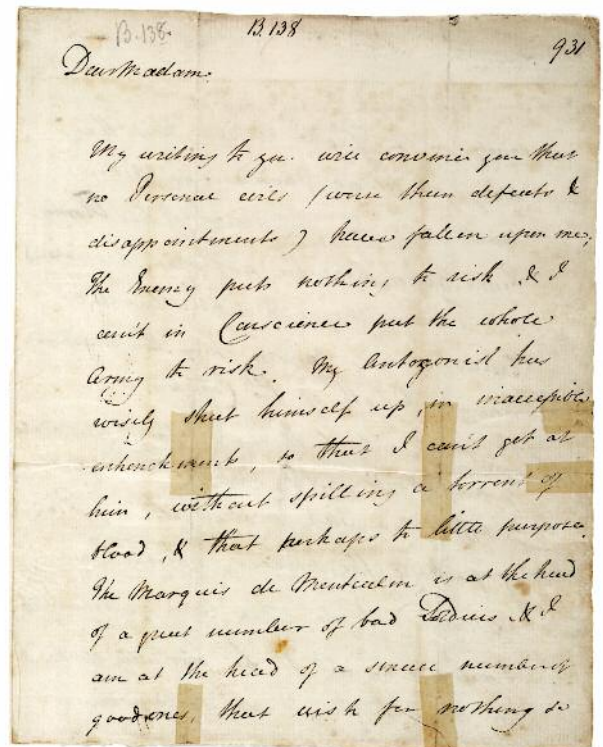 B.138.
B.138
931
Dear Madam.
My writing to you. will convince you that
no Personal evils (worse than defeats &
disappointments) have fallen upon me;
the Enemy puts nothing to risk & I
can't in Conscience put the whole
Army to risk. My Antagonist has
wisely shut himself up, in inaccessible
entrenchments, so that I can't get at
him, without spilling a torrent of
blood, & that perhaps to little purpose.
The Marquis de Montcalm is at the head
of a great number of bad Soldiers & I
am at the head of a small number of
good ones, that wish for nothing so